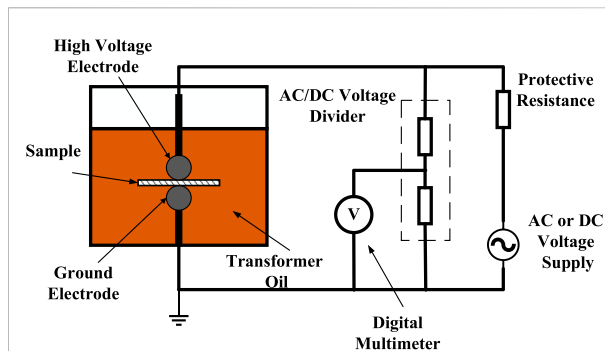 High Voltage
Electrode
AC/DC Voltage
Divider
Protective
Resistance
Sample
V
AC or DC
Voltage
Supply
Transformer
Oil
Ground
Electrode
Digital
Multimeter